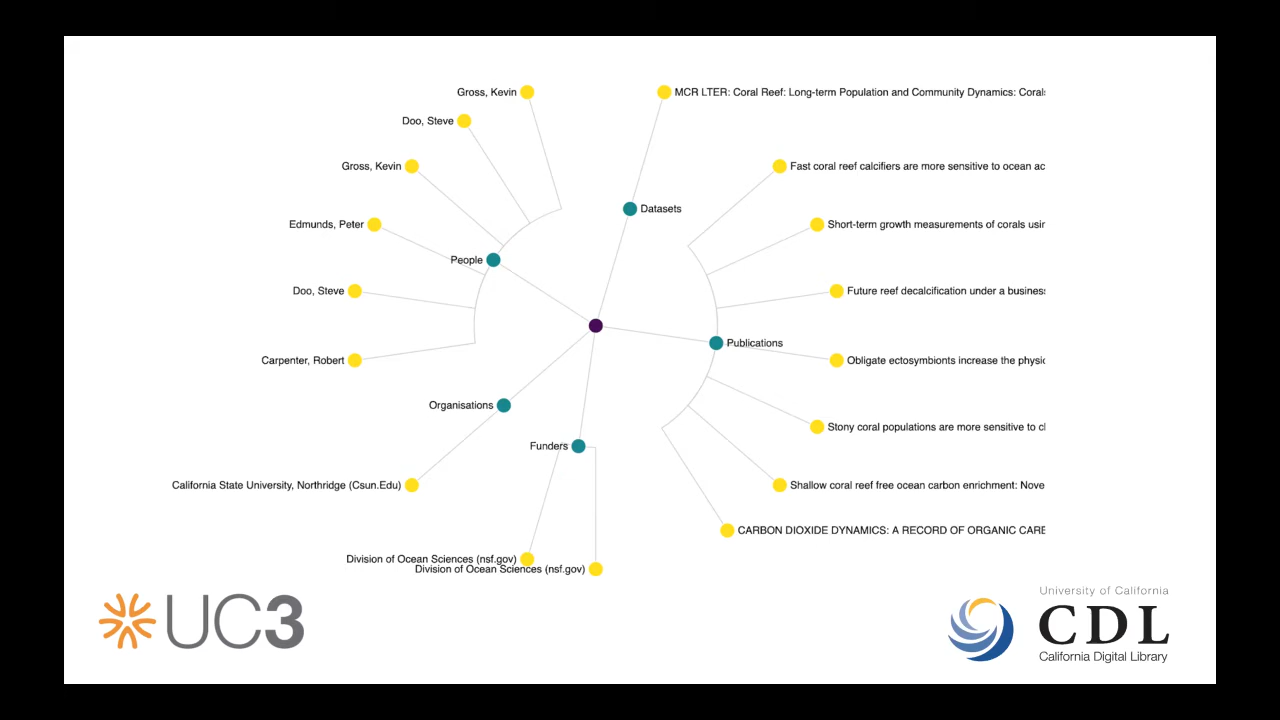 Gross, Kevin
MCR LTER: Coral Reef: Long-term Population and Community Dynamics: Corals
Doo, Steve
Gross, Kevin
Fast coral reef calcifiers are more sensitive to ocean ac
Datasets
Edmunds, Peter
Short-term growth measurements of corals usin
People
Doo, Steve
Future reef decalcification under a business
Publications
Carpenter, Robert
Obligate ectosymbionts increase the physic
Organisations
Stony coral populations are more sensitive to cl
Funders
California State University, Northridge (Csun.Edu)
Shallow coral reef free ocean carbon enrichment: Nove
CARBON DIOXIDE DYNAMICS: A RECORD OF ORGANIC CARB
Division of Ocean Sciences (nsf.gov)
Division of Ocean Sciences (nsf.gov)
UC3
University of California
CDL
California Digital Library